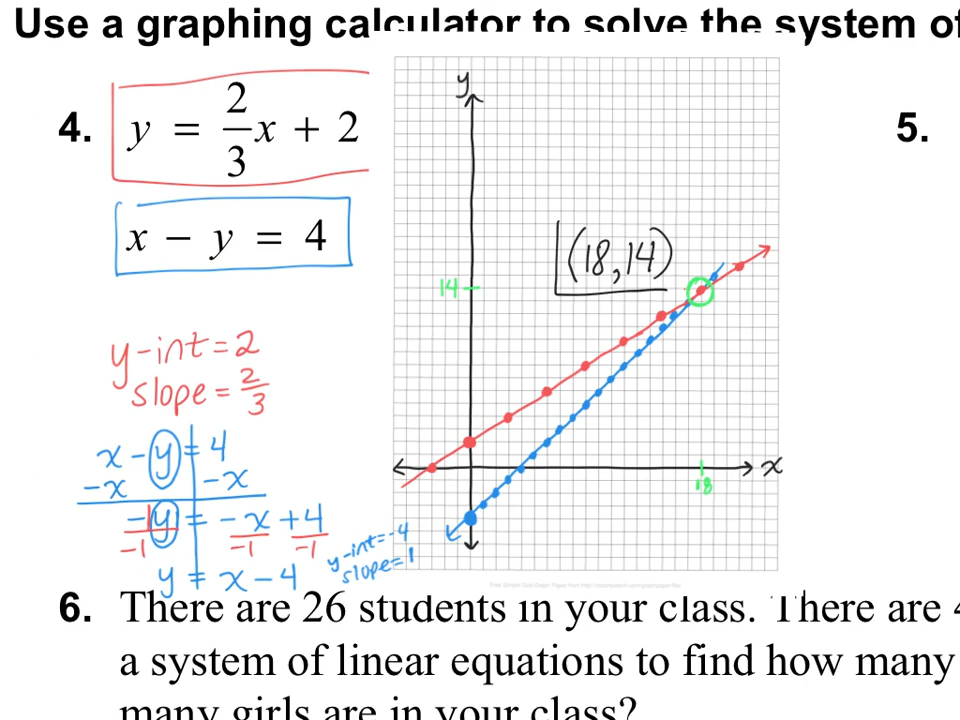 Use a graphing calculator to solve the system of
4. y = 2/3 x + 2
x − y = 4
5.
y
(18,14)
14
x
18
y-int = 2
slope = 2/3
x − y = 4
−x −x
−1y = −x + 4
−1 −1 −1
y = x − 4
y-int = -4
slope = 1
6. There are 26 students in your class. There are 4
a system of linear equations to find how many
many girls are in your class?